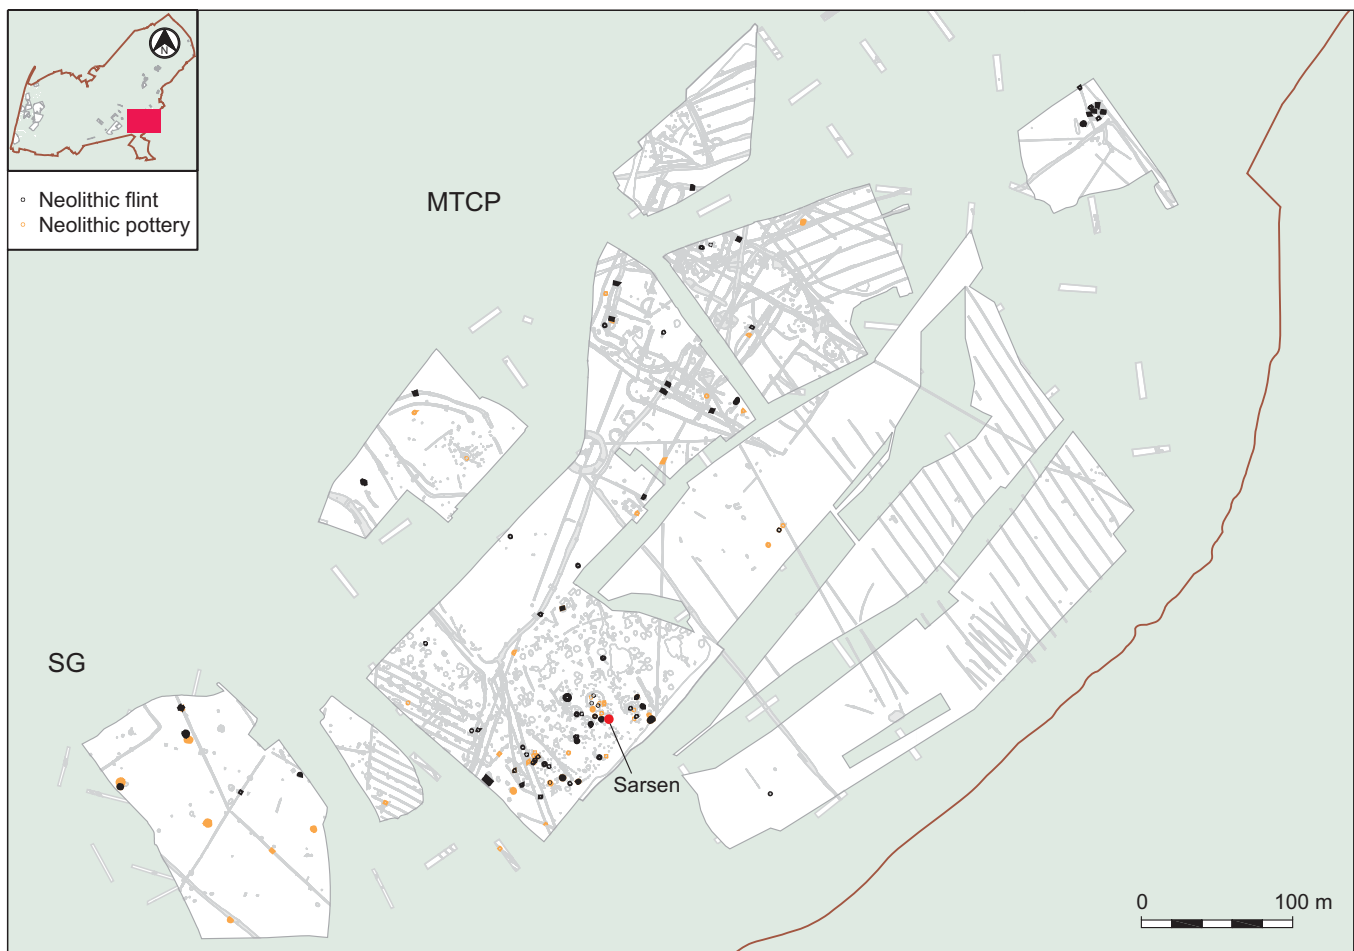 N
Neolithic flint
Neolithic pottery
MTCP
SG
Sarsen
0 100 m